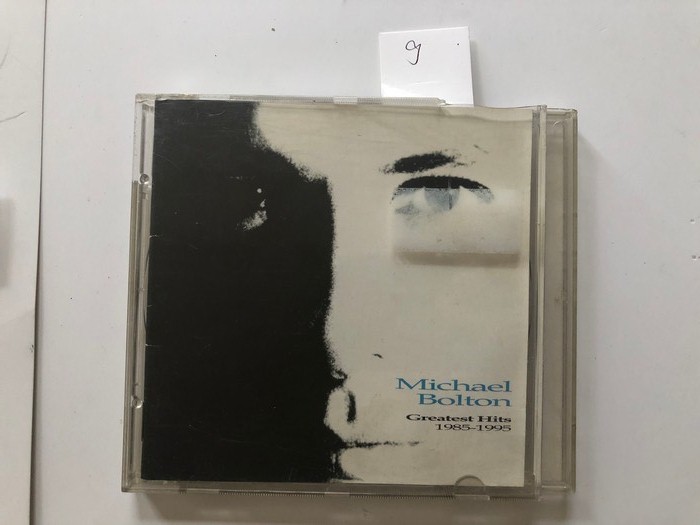 9
Michael
Bolton
Greatest Hits
1985-1995